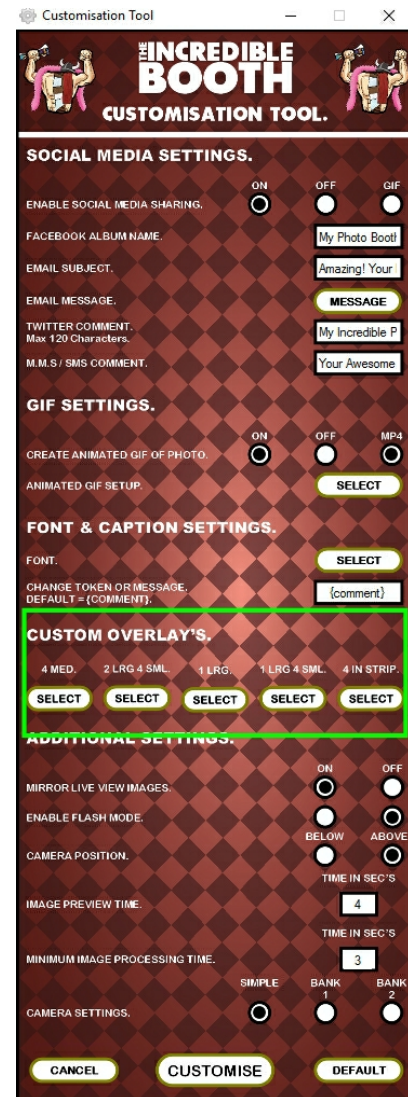 Customisation Tool
THE INCREDIBLE
BOOTH
CUSTOMISATION TOOL.
SOCIAL MEDIA SETTINGS.
ON OFF GIF
ENABLE SOCIAL MEDIA SHARING.
FACEBOOK ALBUM NAME. My Photo Booth
EMAIL SUBJECT. Amazing! Your
EMAIL MESSAGE. MESSAGE
TWITTER COMMENT.
Max 120 Characters. My Incredible P
M.M.S / SMS COMMENT. Your Awesome
GIF SETTINGS.
ON OFF MP4
CREATE ANIMATED GIF OF PHOTO.
ANIMATED GIF SETUP. SELECT
FONT & CAPTION SETTINGS.
FONT. SELECT
CHANGE TOKEN OR MESSAGE.
DEFAULT = {COMMENT}. {comment}
CUSTOM OVERLAY'S.
4 MED. 2 LRG 4 SML. 1 LRG. 1 LRG 4 SML. 4 IN STRIP.
SELECT SELECT SELECT SELECT SELECT
ADDITIONAL SETTINGS.
ON OFF
MIRROR LIVE VIEW IMAGES.
ENABLE FLASH MODE.
BELOW ABOVE
CAMERA POSITION.
TIME IN SEC'S
IMAGE PREVIEW TIME. 4
TIME IN SEC'S
MINIMUM IMAGE PROCESSING TIME. 3
SIMPLE BANK 1 BANK 2
CAMERA SETTINGS.
CANCEL CUSTOMISE DEFAULT